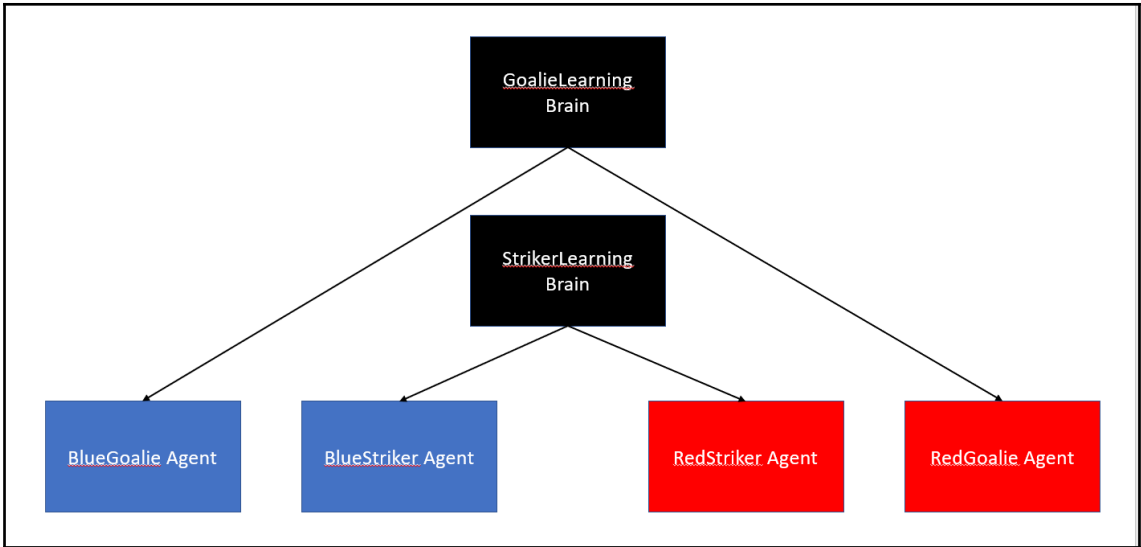 GoalieLearning
Brain
StrikerLearning
Brain
BlueGoalie Agent
BlueStriker Agent
RedStriker Agent
RedGoalie Agent